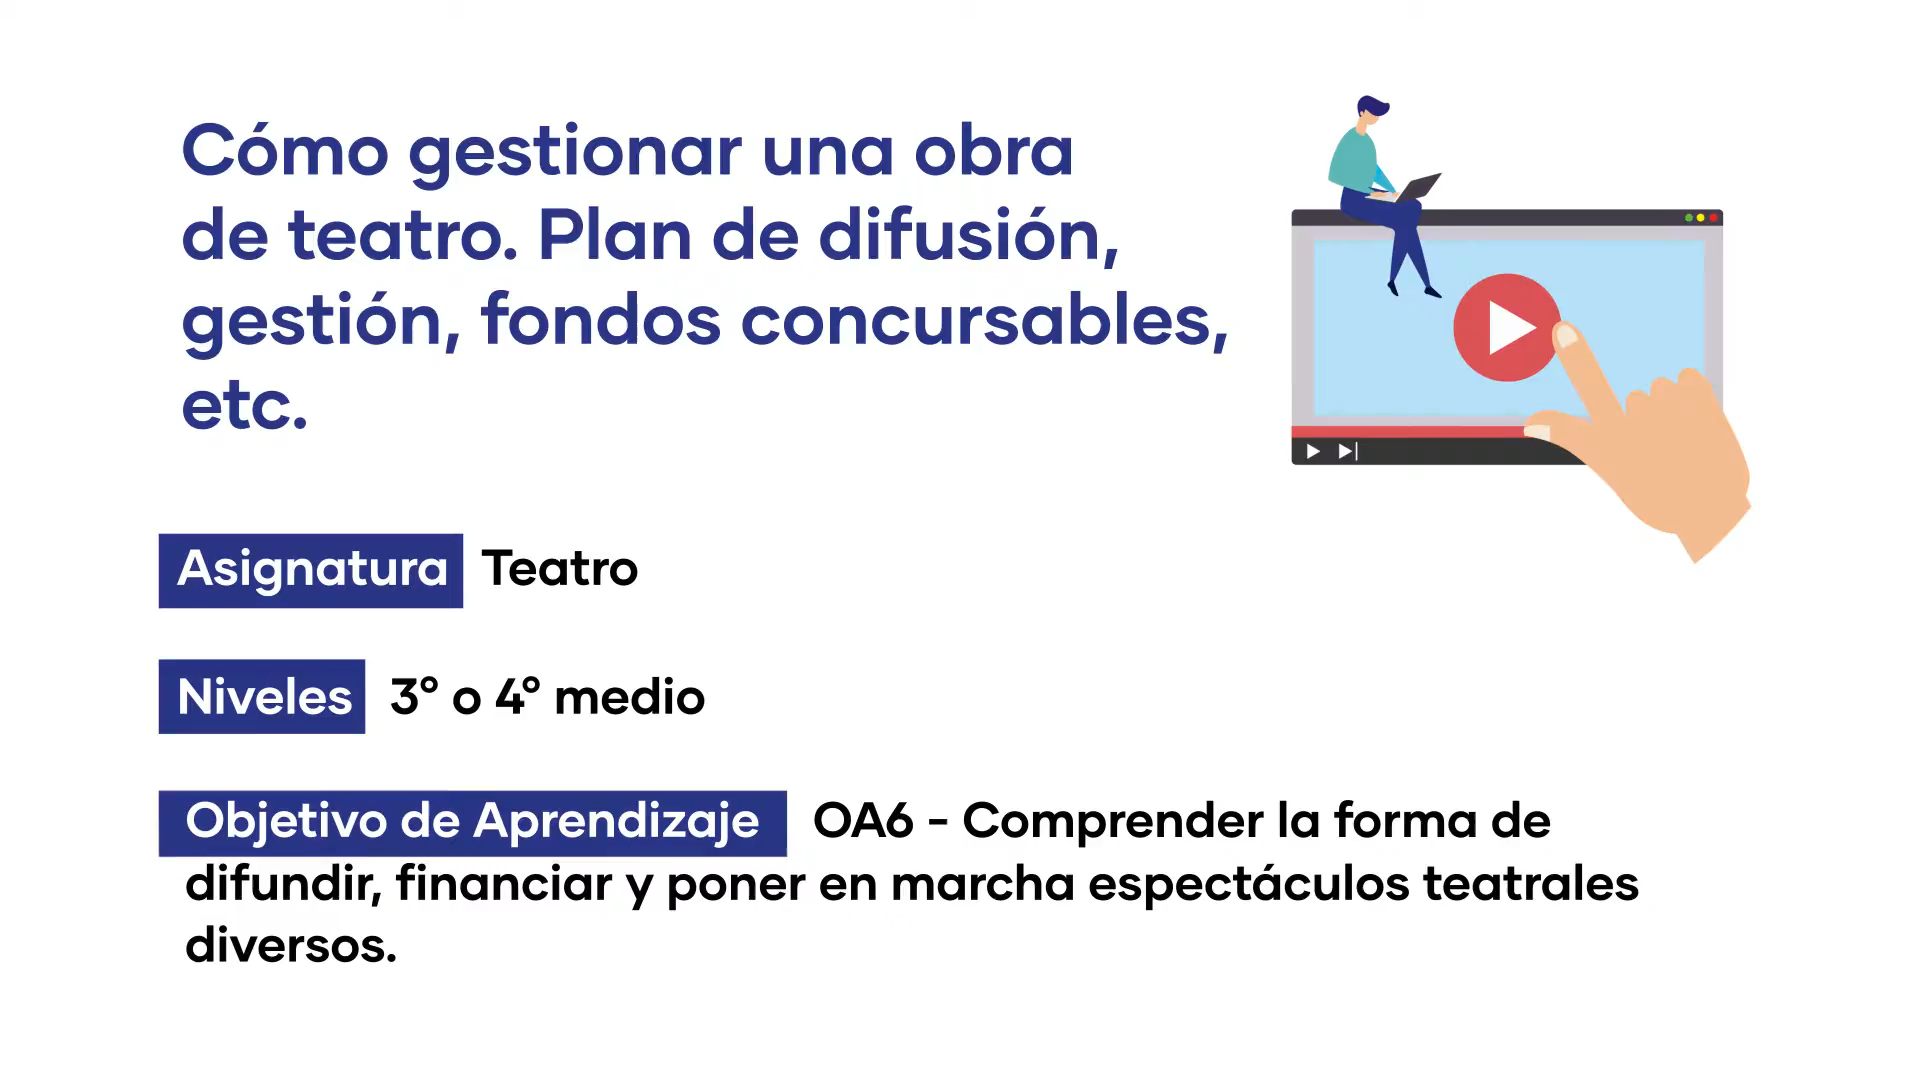 Cómo gestionar una obra
de teatro. Plan de difusión,
gestión, fondos concursables,
etc.
Asignatura Teatro
Niveles 3° o 4° medio
Objetivo de Aprendizaje OA6 - Comprender la forma de
difundir, financiar y poner en marcha espectáculos teatrales
diversos.